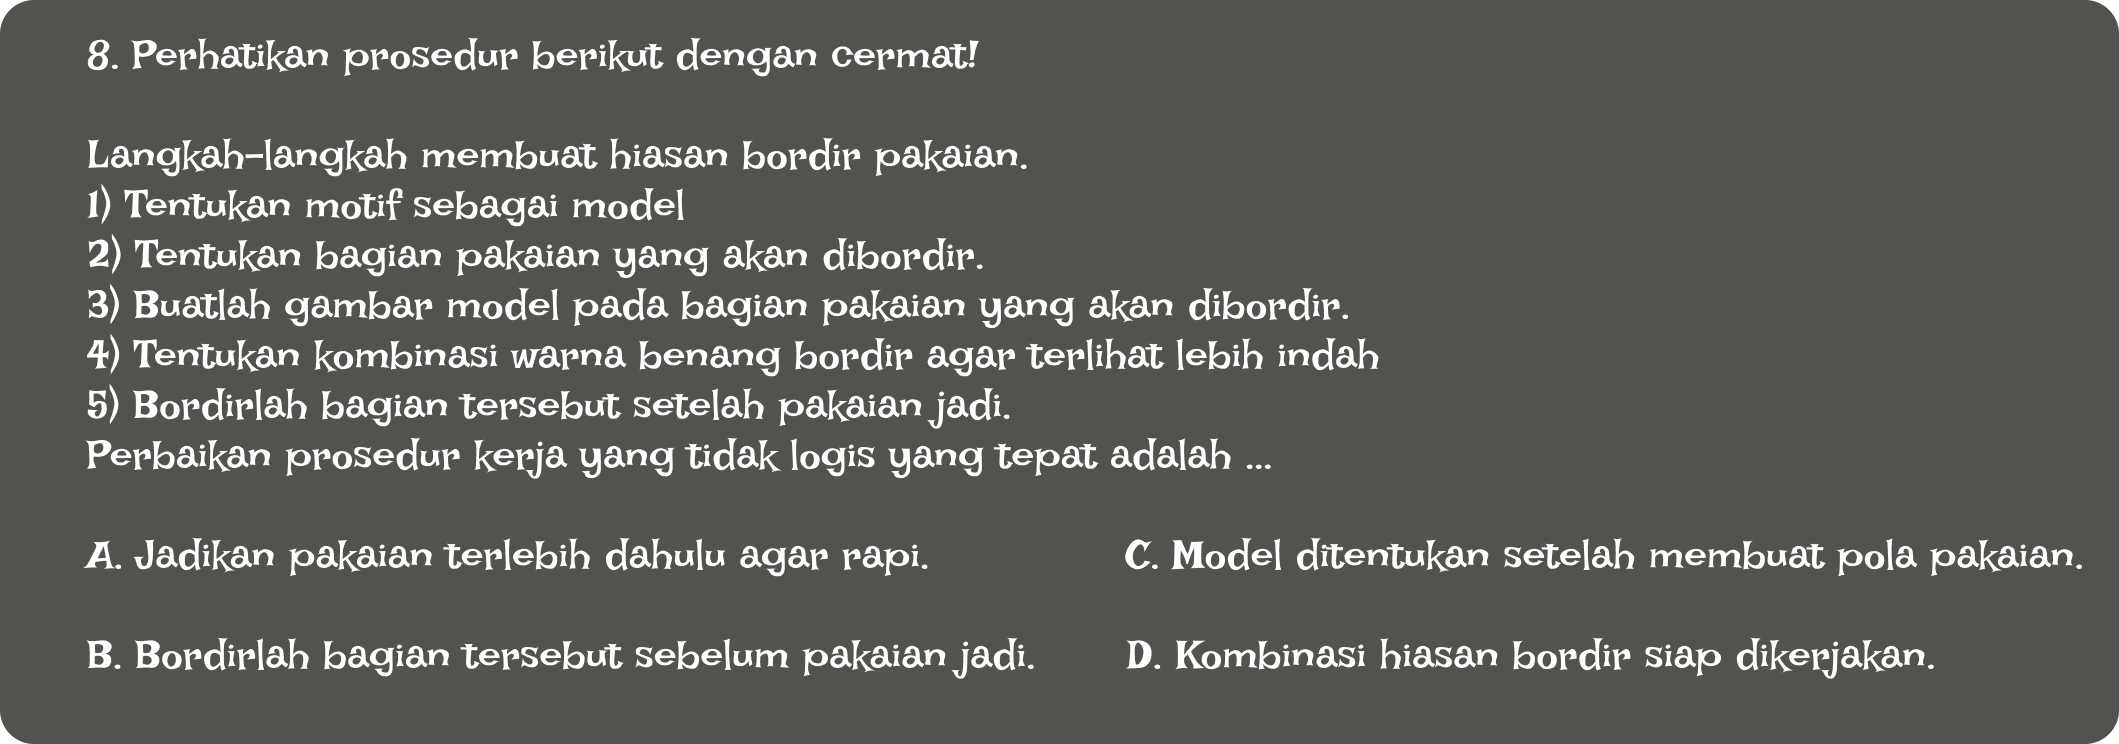 8. Perhatikan prosedur berikut dengan cermat!
Langkah-langkah membuat hiasan bordir pakaian.
1) Tentukan motif sebagai model
2) Tentukan bagian pakaian yang akan dibordir.
3) Buatlah gambar model pada bagian pakaian yang akan dibordir.
4) Tentukan kombinasi warna benang bordir agar terlihat lebih indah
5) Bordirlah bagian tersebut setelah pakaian jadi.
Perbaikan prosedur kerja yang tidak logis yang tepat adalah ...
A. Jadikan pakaian terlebih dahulu agar rapi.
B. Bordirlah bagian tersebut sebelum pakaian jadi.
C. Model ditentukan setelah membuat pola pakaian.
D. Kombinasi hiasan bordir siap dikerjakan.